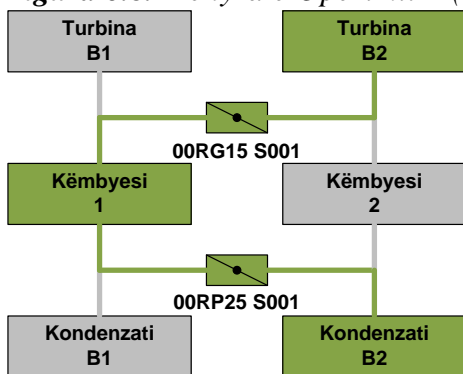 Turbina
B1
Turbina
B2
00RG15 S001
Këmbyesi
1
Këmbyesi
2
00RP25 S001
Kondenzati
B1
Kondenzati
B2